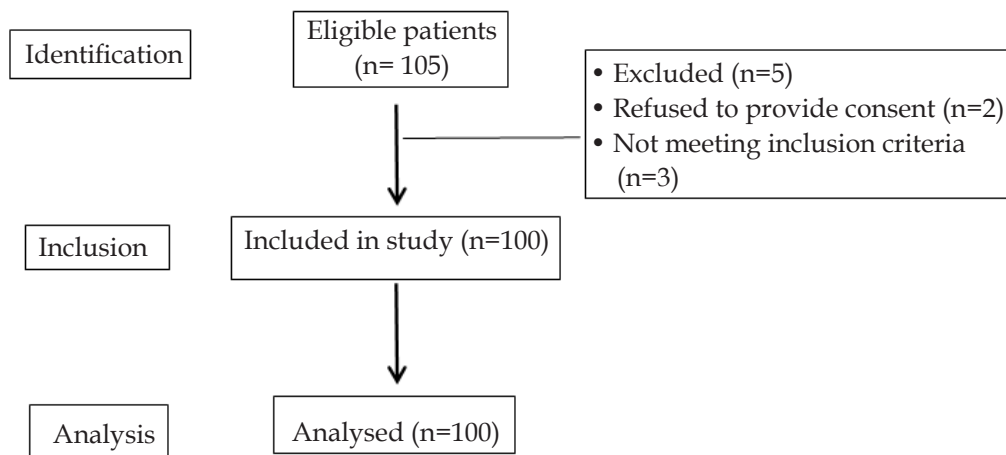 Identification
Eligible patients
(n= 105)
• Excluded (n=5)
• Refused to provide consent (n=2)
• Not meeting inclusion criteria
(n=3)
Inclusion
Included in study (n=100)
Analysis
Analysed (n=100)